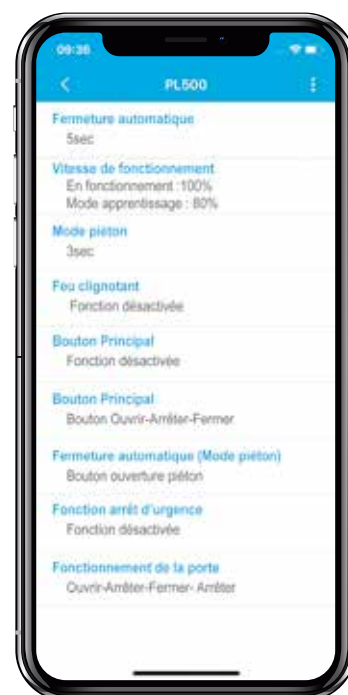 09:36
PL500
Fermeture automatique
5sec
Vitesse de fonctionnement
En fonctionnement :100%
Mode apprentissage : 80%
Mode piéton
3sec
Feu clignotant
Fonction désactivée
Bouton Principal
Fonction désactivée
Bouton Principal
Bouton Ouvrir-Arrêter-Fermer
Fermeture automatique (Mode piéton)
Bouton ouverture piéton
Fonction arrêt d'urgence
Fonction désactivée
Fonctionnement de la porte
Ouvrir-Arrêter-Fermer- Arrêter